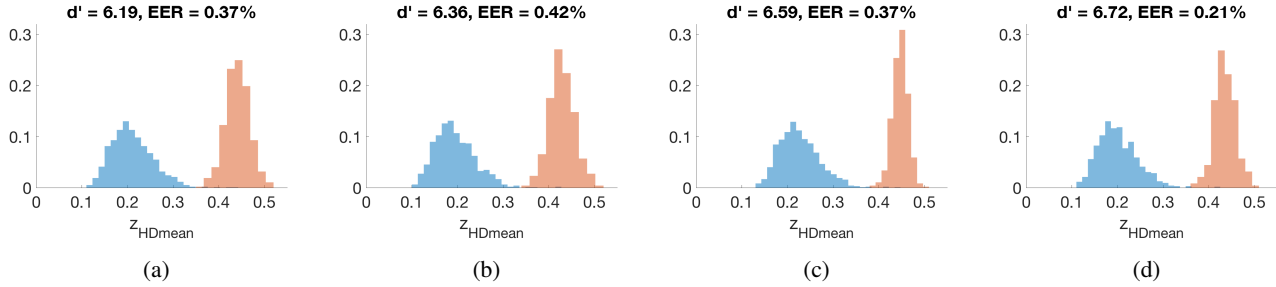 d' = 6.19, EER = 0.37%
0.3
0.2
0.1
0
0 0.1 0.2 0.3 0.4 0.5
zHDmean
(a)
d' = 6.36, EER = 0.42%
0.3
0.2
0.1
0
0 0.1 0.2 0.3 0.4 0.5
zHDmean
(b)
d' = 6.59, EER = 0.37%
0.3
0.2
0.1
0
0 0.1 0.2 0.3 0.4 0.5
zHDmean
(c)
d' = 6.72, EER = 0.21%
0.3
0.2
0.1
0
0 0.1 0.2 0.3 0.4 0.5
zHDmean
(d)